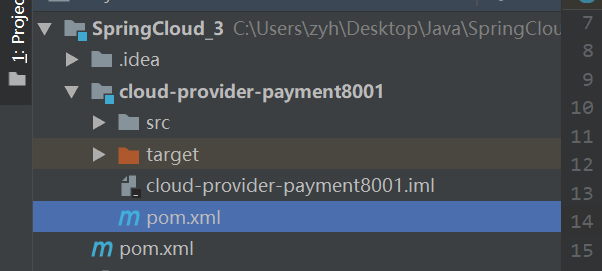 1: Project
SpringCloud_3 C:\Users\zyh\Desktop\Java\SpringClou
.idea
cloud-provider-payment8001
src
target
cloud-provider-payment8001.iml
pom.xml
pom.xml
7
8
9
10
11
12
13
14
15